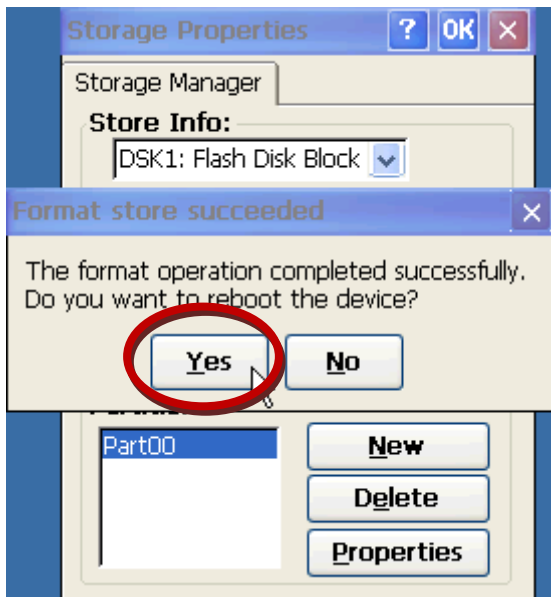 Storage Properties ? OK ×
Storage Manager
Store Info:
DSK1: Flash Disk Block
Format store succeeded ×
The format operation completed successfully.
Do you want to reboot the device?
Yes No
Part00 New
Delete
Properties